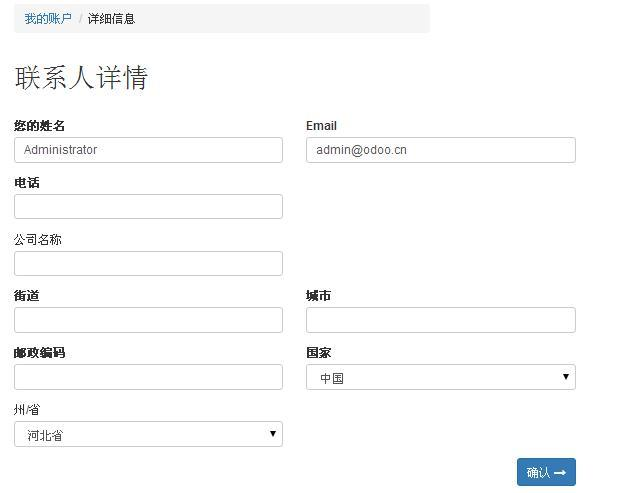 我的账户 / 详细信息
联系人详情
您的姓名 Email
Administrator admin@odoo.cn
电话
公司名称
街道 城市
邮政编码 国家
中国
州/省
河北省
确认 →